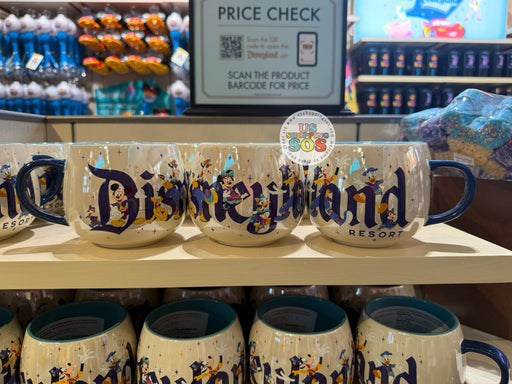 PRICE CHECK
Scan the QR
code to open the
Disneyland
SCAN THE PRODUCT
BARCODE FOR PRICE
US
SHOPPING
SOS
Disneyland
RESORT